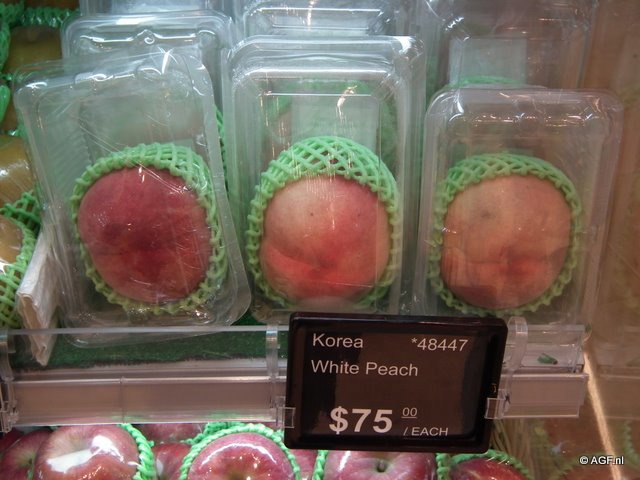 Korea *48447
White Peach
$75 00
/ EACH
© AGF.nl